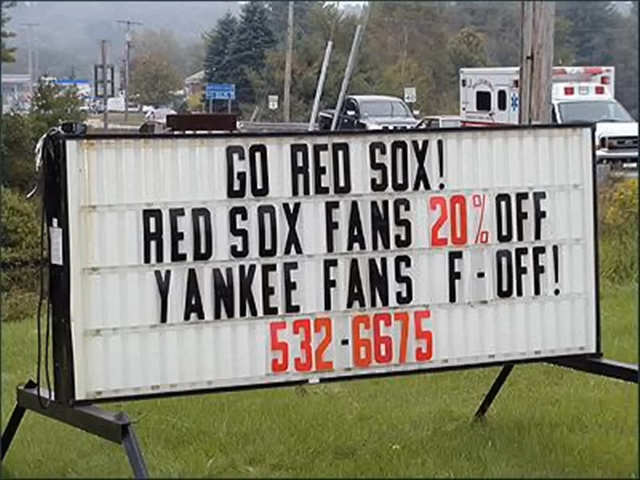 GO RED SOX!
RED SOX FANS 20% OFF
YANKEE FANS F-OFF!
532-6675